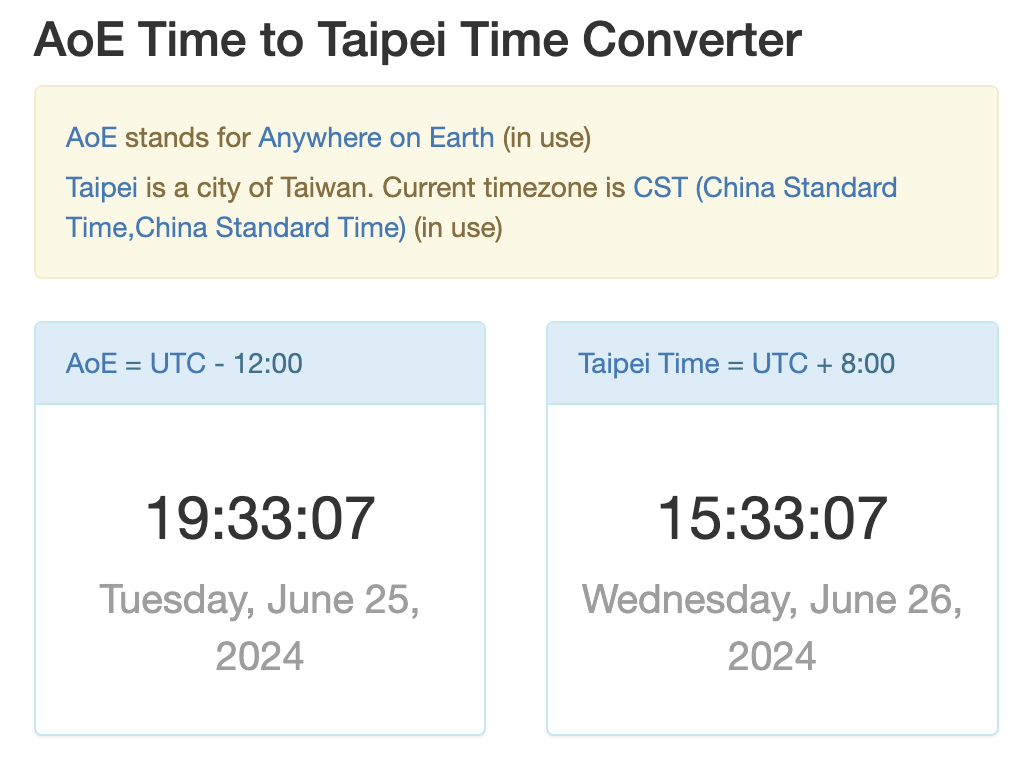 AoE Time to Taipei Time Converter
AoE stands for Anywhere on Earth (in use)
Taipei is a city of Taiwan. Current timezone is CST (China Standard
Time,China Standard Time) (in use)
AoE = UTC - 12:00
19:33:07
Tuesday, June 25,
2024
Taipei Time = UTC + 8:00
15:33:07
Wednesday, June 26,
2024